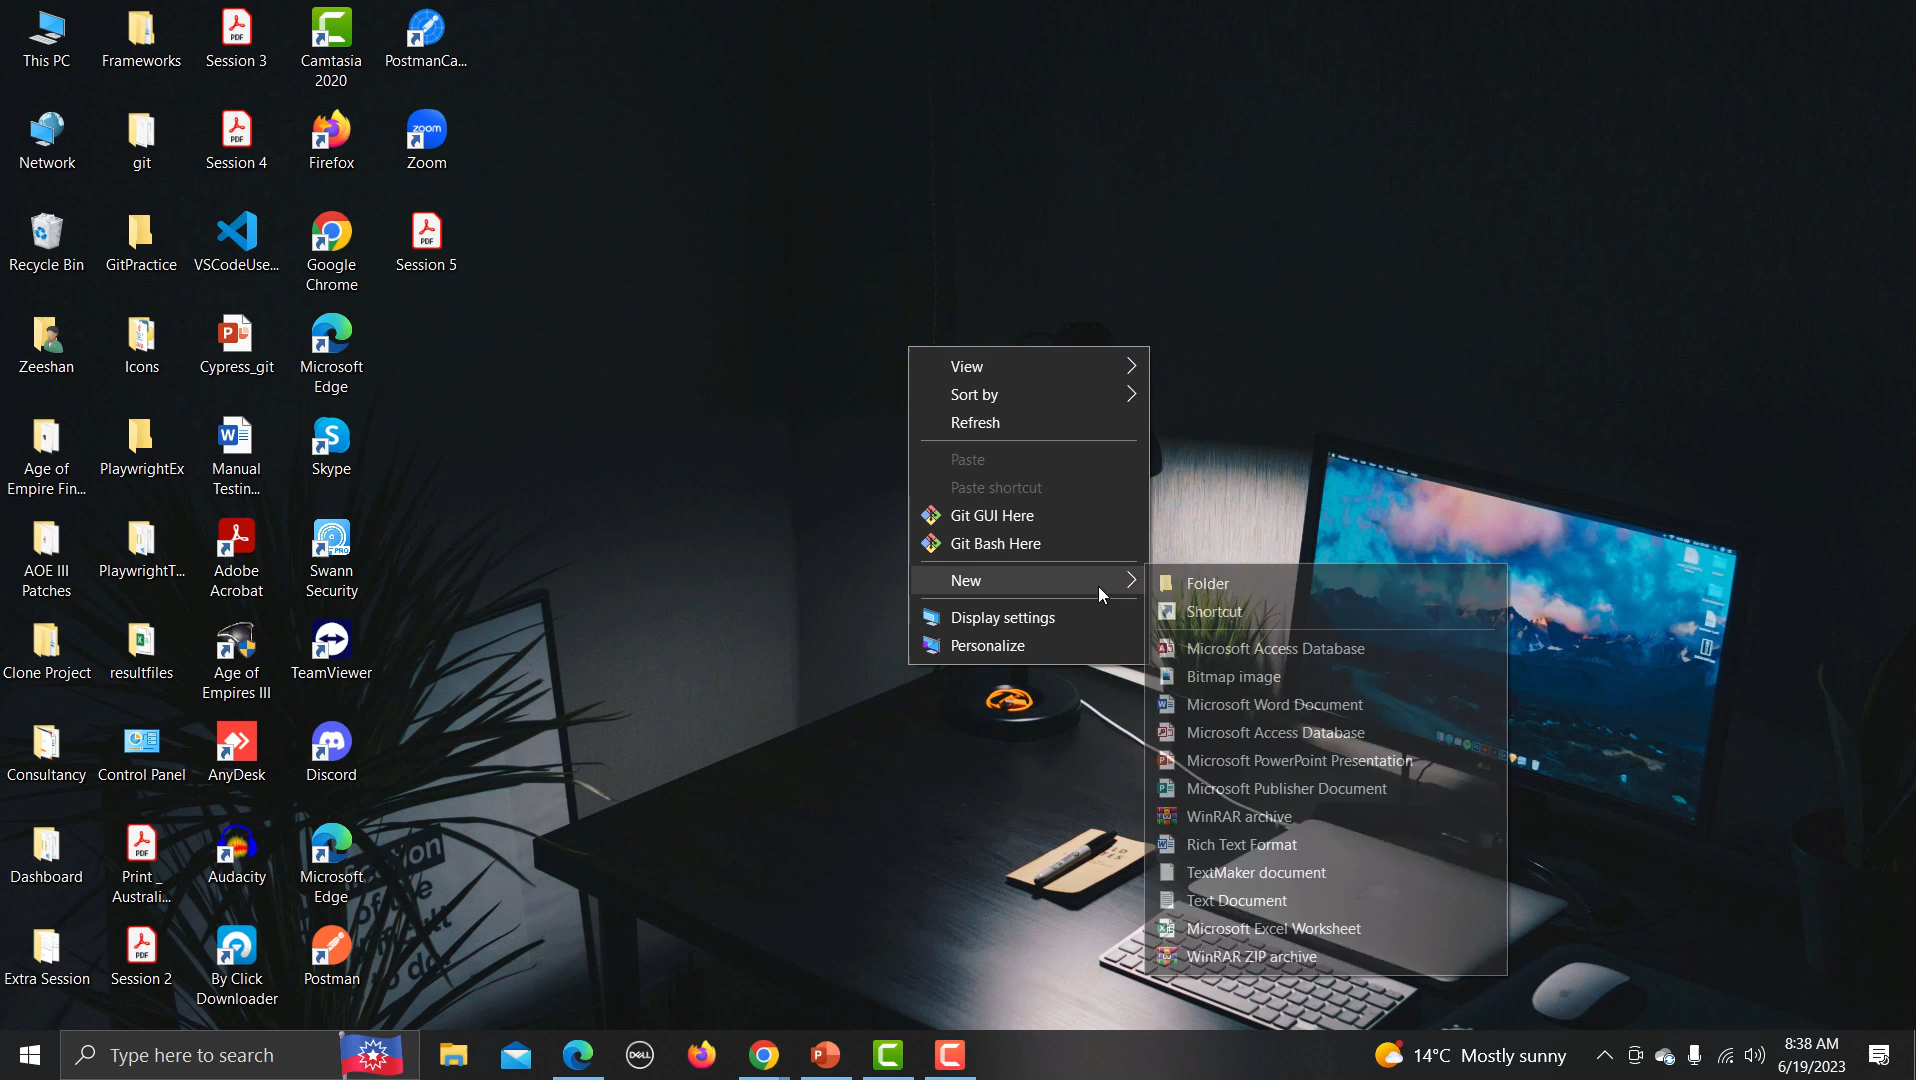 This PC
Frameworks
Session 3
Camtasia
2020
PostmanCa...
Network
git
Session 4
Firefox
Zoom
Recycle Bin
GitPractice
VSCodeUse...
Google
Chrome
Session 5
Zeeshan
Icons
Cypress_git
Microsoft
Edge
Age of
Empire Fin...
PlaywrightEx
Manual
Testin...
Skype
AOE III
Patches
PlaywrightT...
Adobe
Acrobat
Swann
Security
Clone Project
resultfiles
Age of
Empires III
TeamViewer
Consultancy
Control Panel
AnyDesk
Discord
Dashboard
Print_
Australi...
Audacity
Microsoft
Edge
Extra Session
Session 2
By Click
Downloader
Postman
View
Sort by
Refresh
Paste
Paste shortcut
Git GUI Here
Git Bash Here
New
Display settings
Personalize
Folder
Shortcut
Microsoft Access Database
Bitmap image
Microsoft Word Document
Microsoft Access Database
Microsoft PowerPoint Presentation
Microsoft Publisher Document
WinRAR archive
Rich Text Format
TextMaker document
Text Document
Microsoft Excel Worksheet
WinRAR ZIP archive
Type here to search
14°C Mostly sunny
8:38 AM
6/19/2023